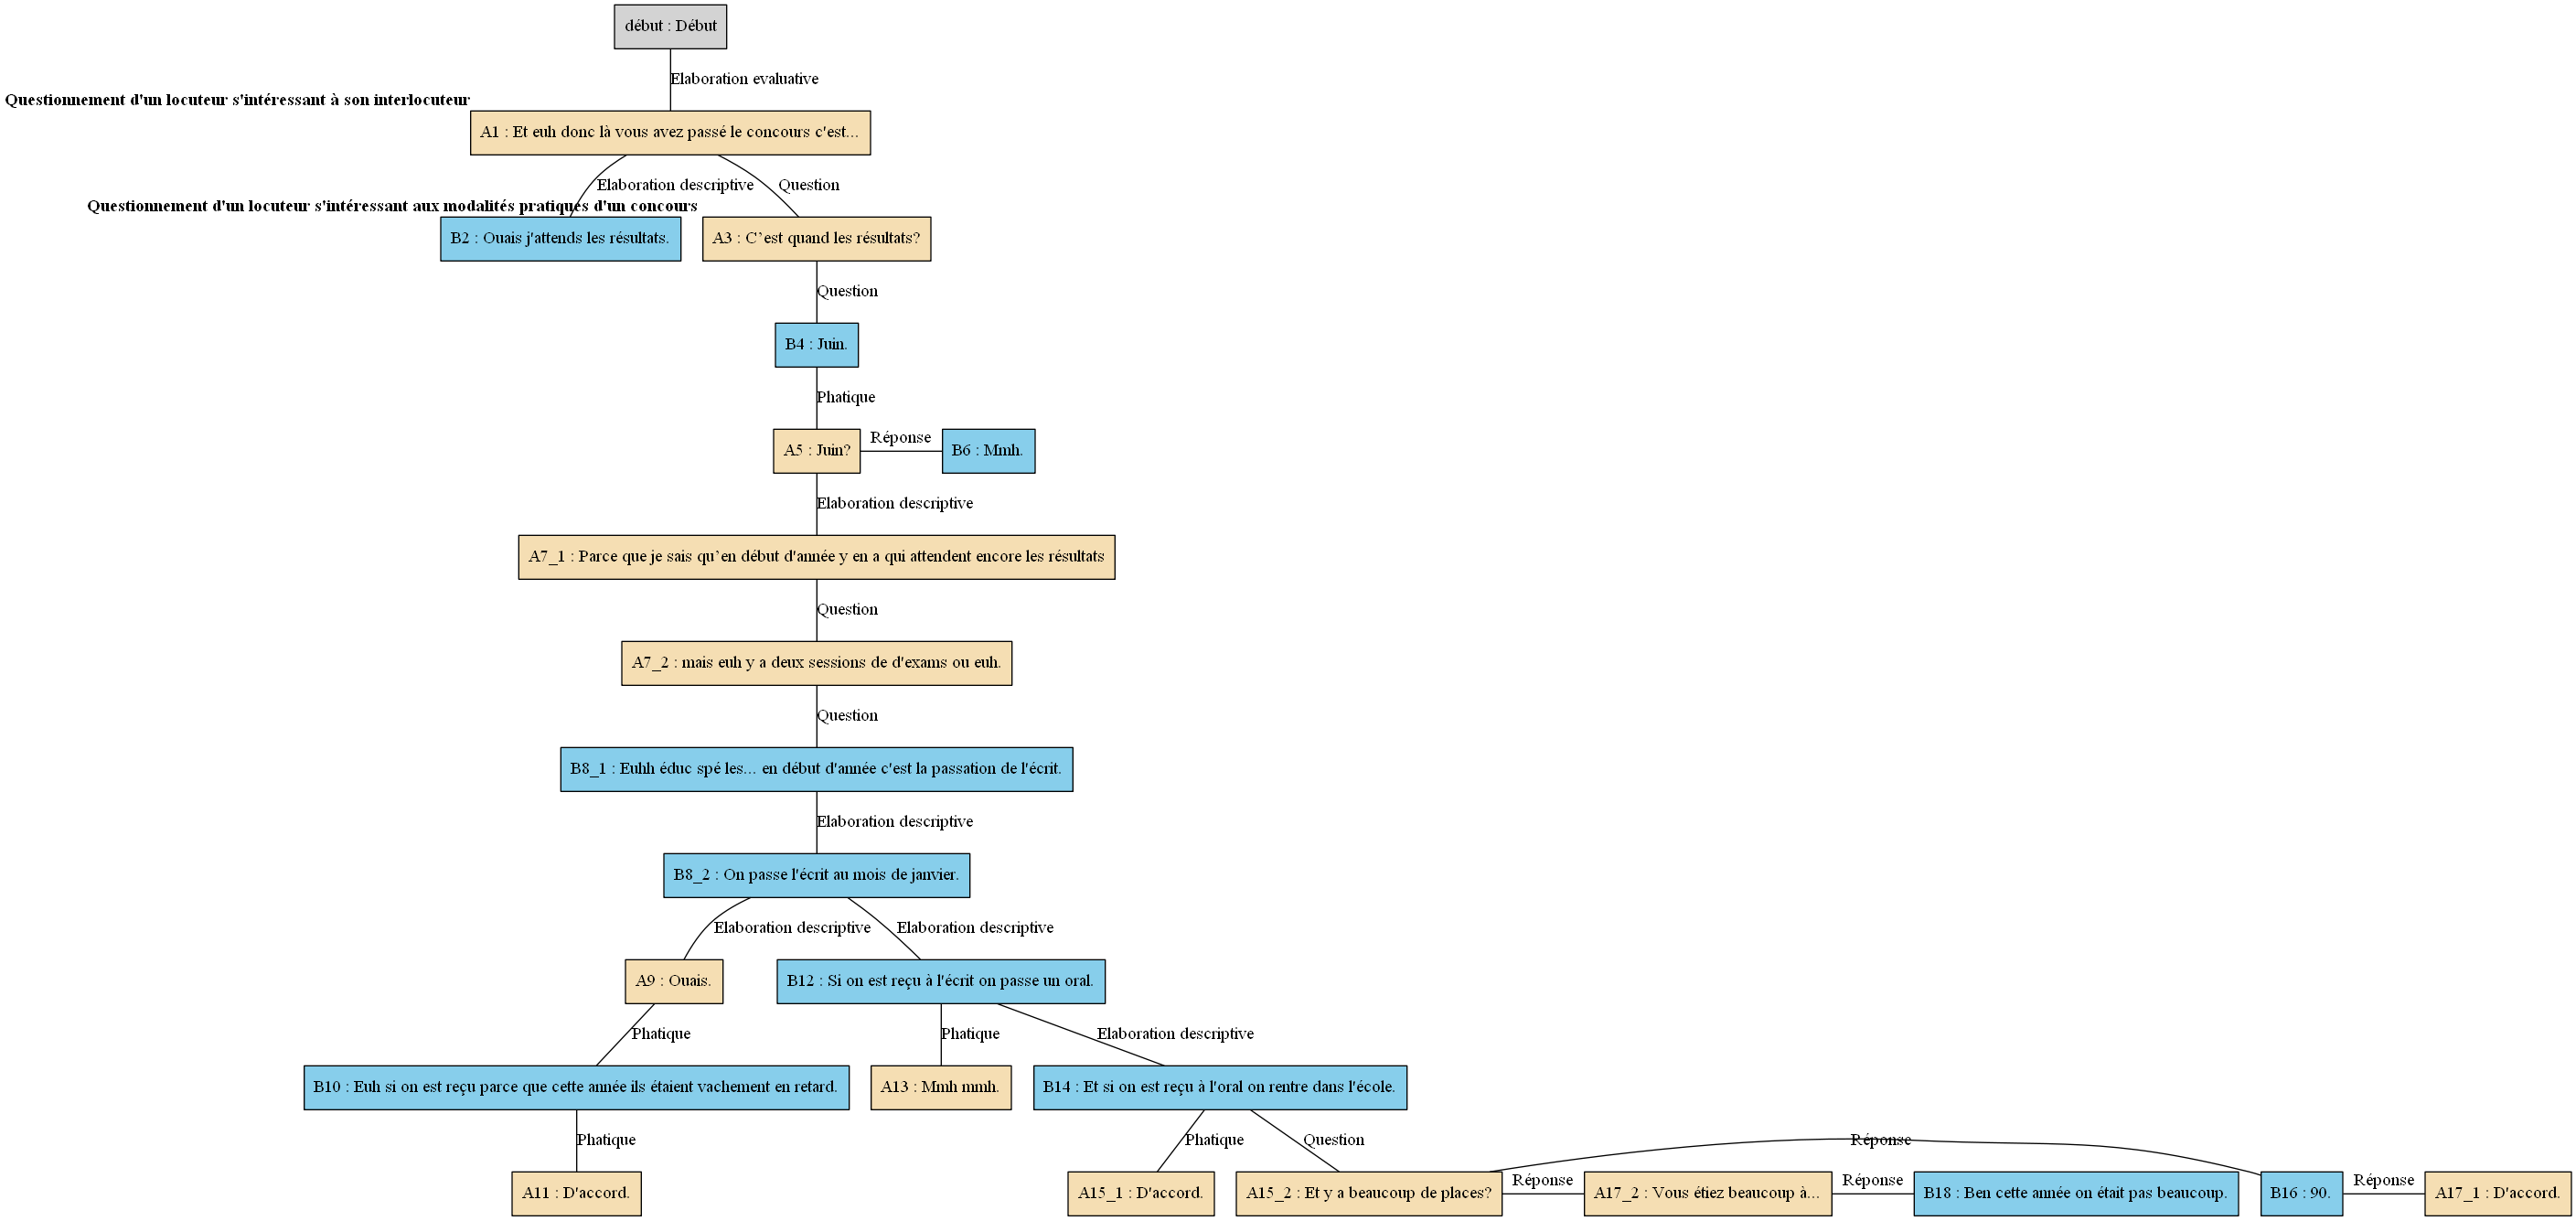 début : Début
Elaboration evaluative
Questionnement d'un locuteur s'intéressant à son interlocuteur
A1 : Et euh donc là vous avez passé le concours c'est...
Elaboration descriptive
Question
Questionnement d'un locuteur s'intéressant aux modalités pratiques d'un concours
B2 : Ouais j'attends les résultats.
A3 : C’est quand les résultats?
Question
B4 : Juin.
Phatique
A5 : Juin?
Réponse
B6 : Mmh.
Elaboration descriptive
A7_1 : Parce que je sais qu’en début d'année y en a qui attendent encore les résultats
Question
A7_2 : mais euh y a deux sessions de d'exams ou euh.
Question
B8_1 : Euhh éduc spé les... en début d'année c'est la passation de l'écrit.
Elaboration descriptive
B8_2 : On passe l'écrit au mois de janvier.
Elaboration descriptive
Elaboration descriptive
A9 : Ouais.
B12 : Si on est reçu à l'écrit on passe un oral.
Phatique
Phatique
Elaboration descriptive
B10 : Euh si on est reçu parce que cette année ils étaient vachement en retard.
A13 : Mmh mmh.
B14 : Et si on est reçu à l'oral on rentre dans l'école.
Phatique
Phatique
Question
Réponse
A11 : D'accord.
A15_1 : D'accord.
A15_2 : Et y a beaucoup de places?
Réponse
A17_2 : Vous étiez beaucoup à...
Réponse
B18 : Ben cette année on était pas beaucoup.
B16 : 90.
Réponse
A17_1 : D'accord.